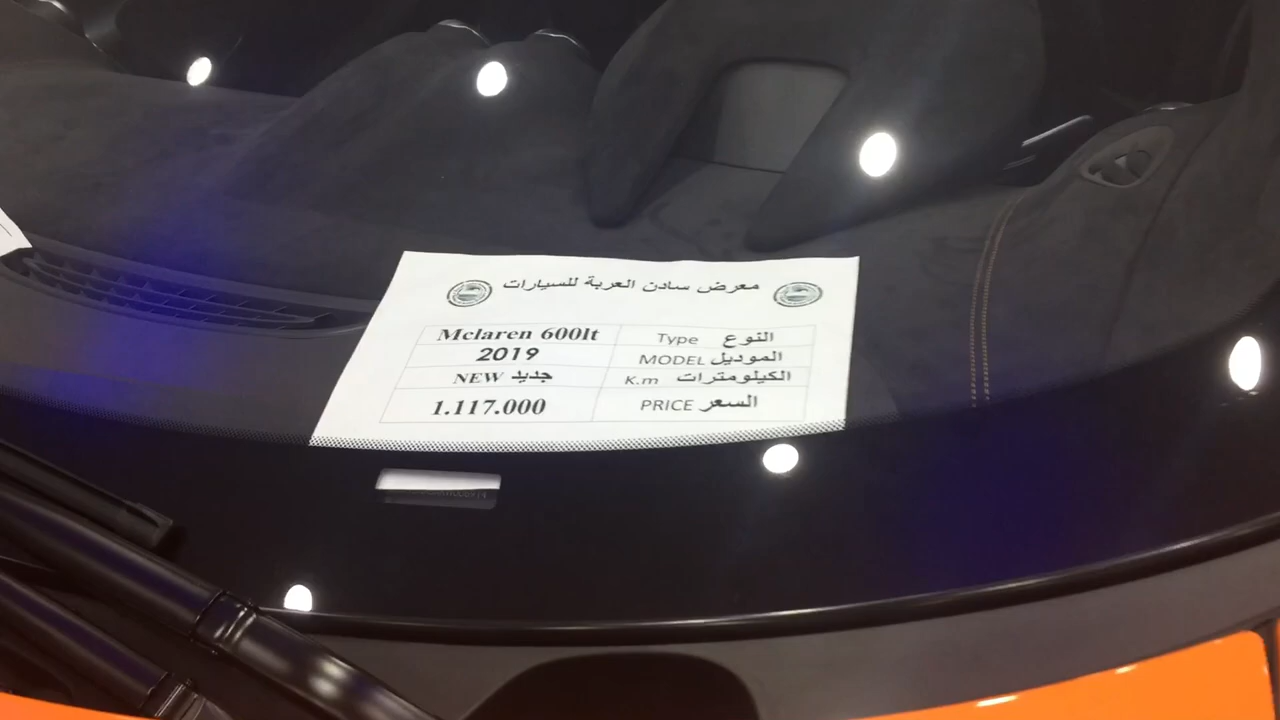 معرض سادن العربة للسيارات
النوع Type Mclaren 600lt
الموديل MODEL 2019
الكيلومترات K.m جديد NEW
السعر PRICE 1.117.000